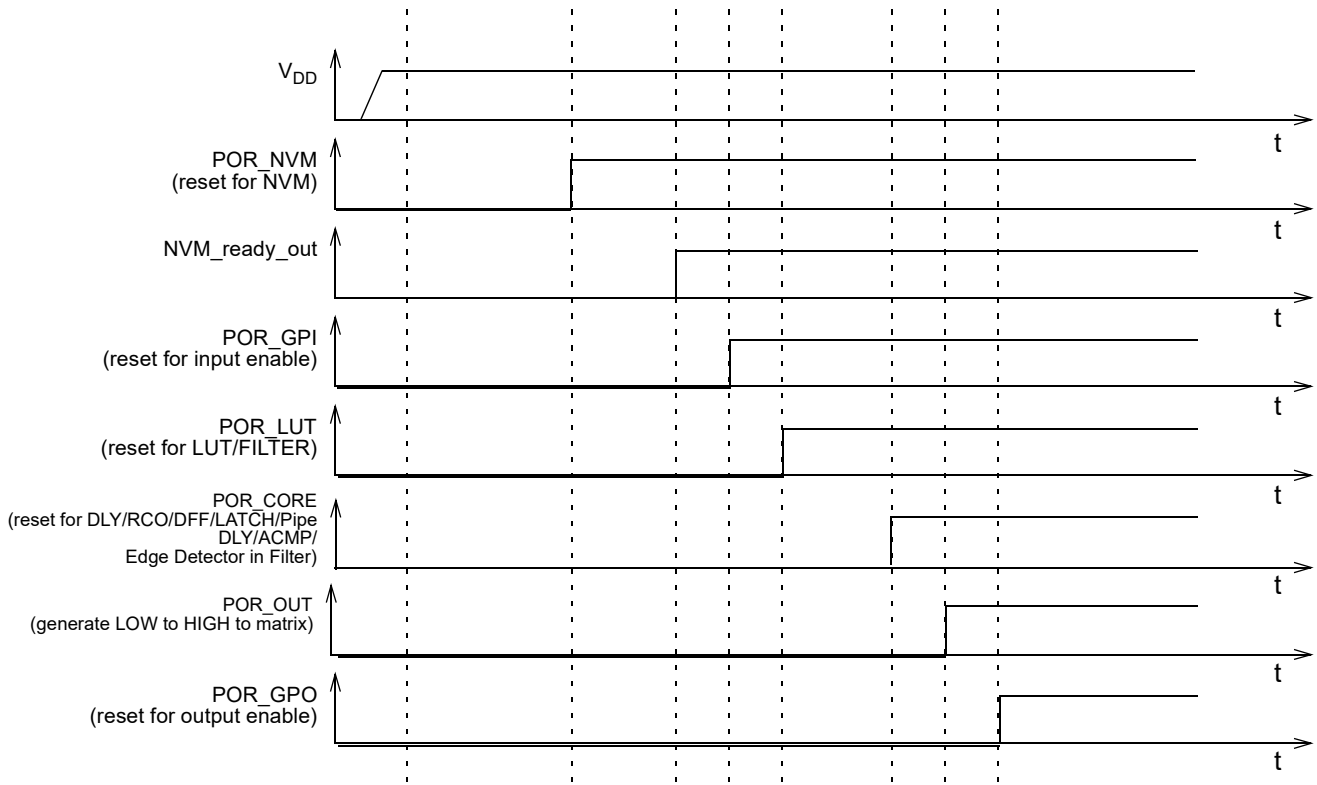 VDD
t
POR_NVM
(reset for NVM)
t
NVM_ready_out
t
POR_GPI
(reset for input enable)
t
POR_LUT
(reset for LUT/FILTER)
t
POR_CORE
(reset for DLY/RCO/DFF/LATCH/Pipe
DLY/ACMP/
Edge Detector in Filter)
t
POR_OUT
(generate LOW to HIGH to matrix)
t
POR_GPO
(reset for output enable)
t